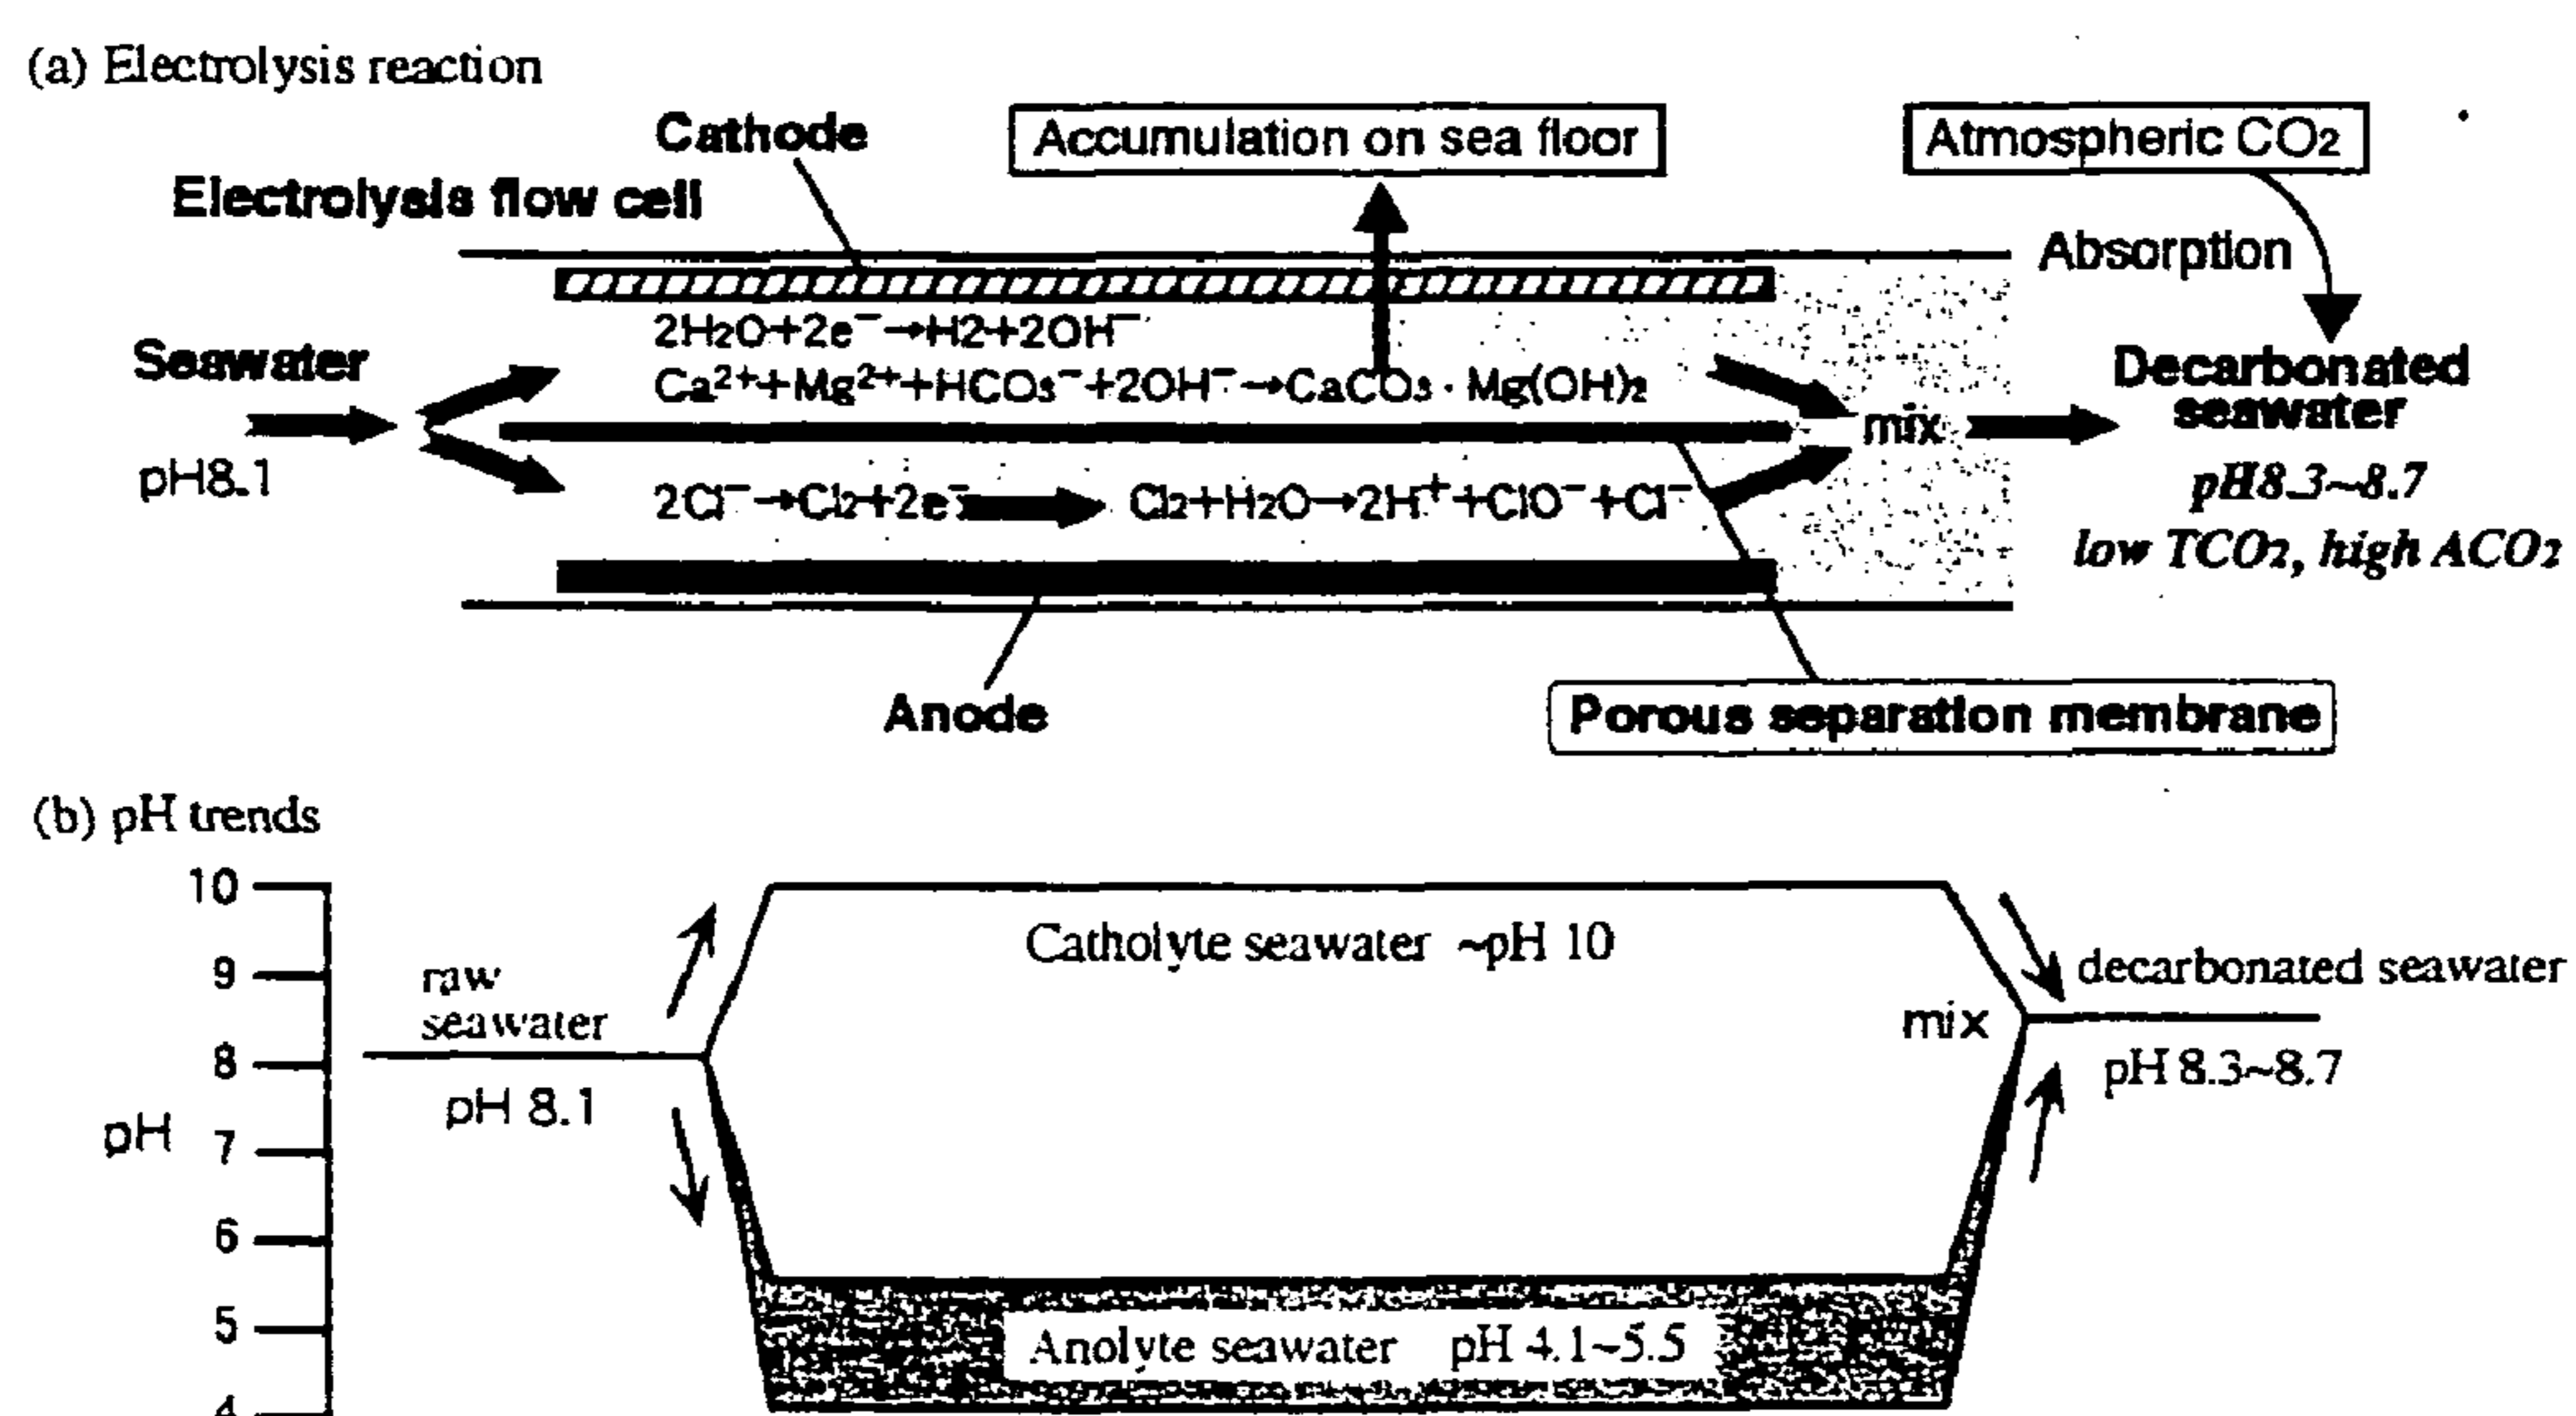 (a) Electrolysis reaction
Cathode
Accumulation on sea floor
Atmospheric CO2
Electrolysis flow cell
Absorption
2H2O+2e⁻→H2+2OH⁻
Seawater
Ca²⁺+Mg²⁺+HCO3⁻+2OH⁻→CaCO3·Mg(OH)2
Decarbonated
seawater
mix
pH8.1
2Cl⁻→Cl2+2e⁻
Cl2+H2O→2H⁺+ClO⁻+Cl⁻
pH8.3~8.7
low TCO2, high ACO2
Anode
Porous separation membrane
(b) pH trends
10
Catholyte seawater ~pH 10
9
raw
seawater
decarbonated seawater
mix
8
pH 8.1
pH 8.3~8.7
pH
7
6
5
Anolyte seawater pH 4.1~5.5
4